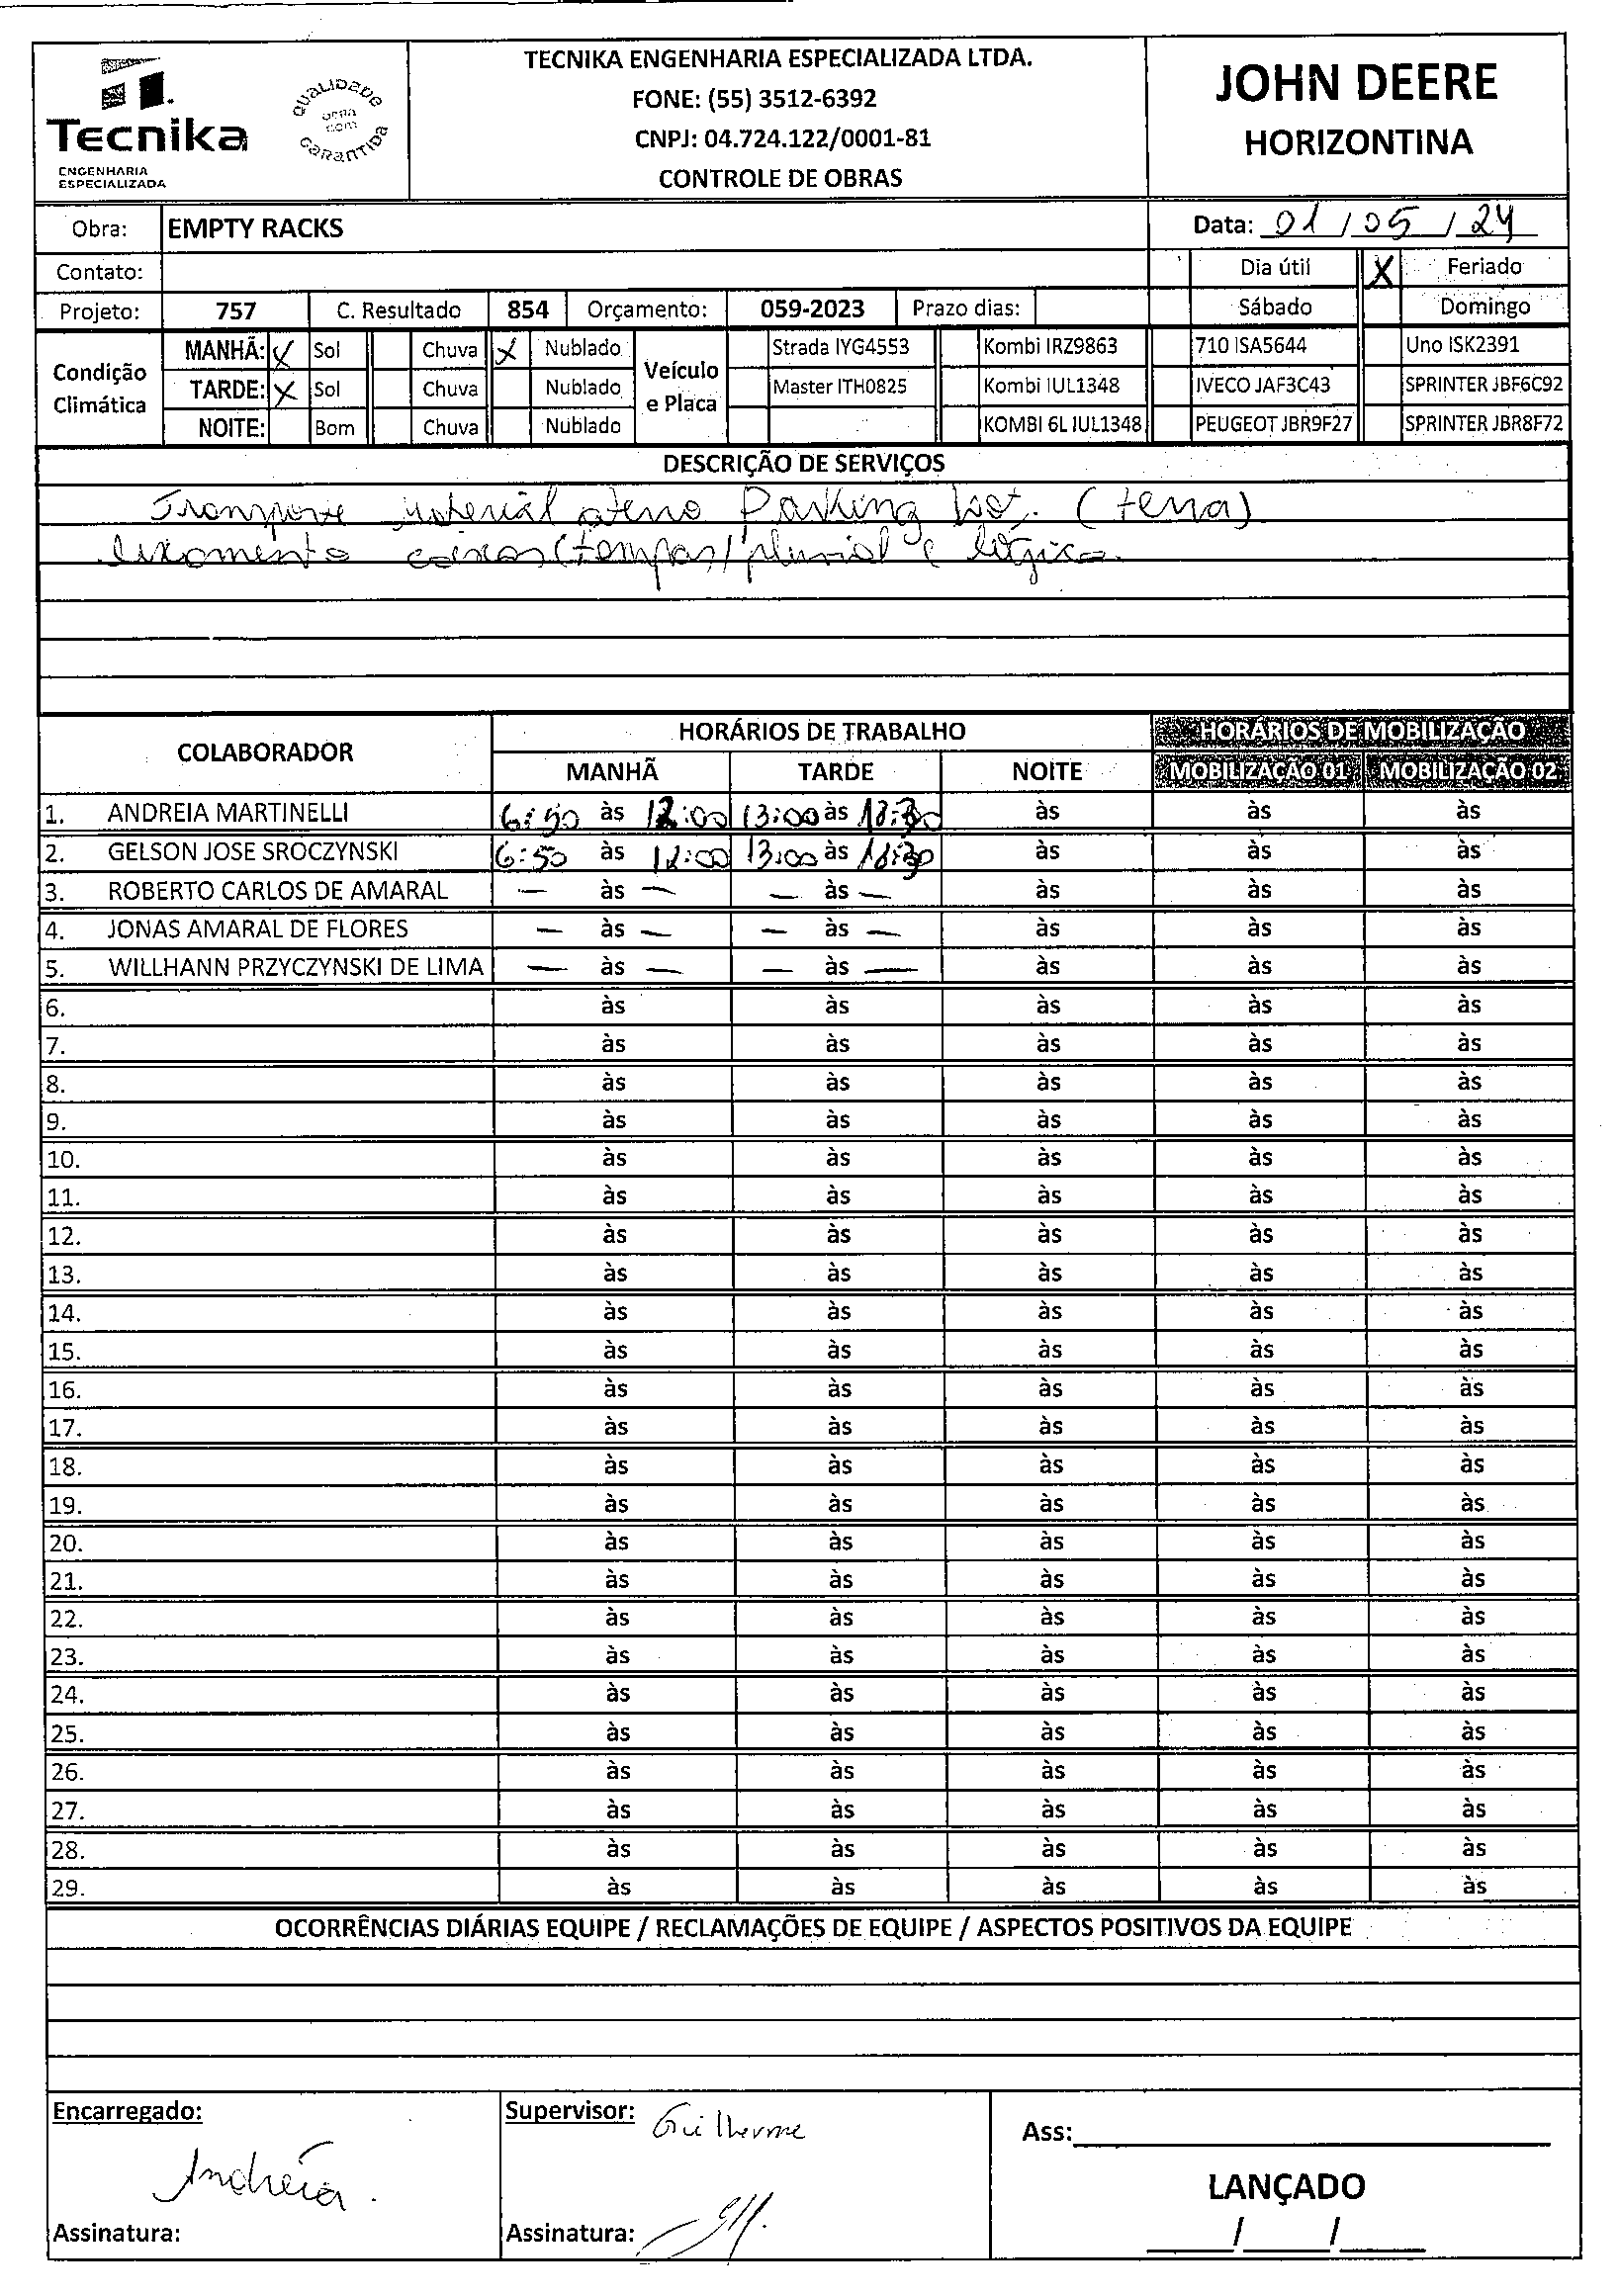 Tecnika
ENGENHARIA
ESPECIALIZADA
QUALIDADE
OBRA
COM
GARANTIDA
TECNIKA ENGENHARIA ESPECIALIZADA LTDA.
FONE: (55) 3512-6392
CNPJ: 04.724.122/0001-81
CONTROLE DE OBRAS
JOHN DEERE
HORIZONTINA
Obra: EMPTY RACKS Data: 01/05/24
Contato: Dia útil X Feriado
Projeto: 757 C. Resultado 854 Orçamento: 059-2023 Prazo dias: Sábado Domingo
Condição Climática
MANHÃ: X Sol Chuva X Nublado
TARDE: X Sol Chuva Nublado
NOITE: Bom Chuva Nublado
Veículo e Placa
Strada IYG4553 Kombi IRZ9863 710 ISA5644 Uno ISK2391
Master ITH0825 Kombi IUL1348 IVECO JAF3C43 SPRINTER JBF6C92
KOMBI 6L IUL1348 PEUGEOT JBR9F27 SPRINTER JBR8F72
DESCRIÇÃO DE SERVIÇOS
Transporte Material aterro Parking lot. (terra)
lixamento caixas (tampas) pluvial e lógica.
COLABORADOR HORÁRIOS DE TRABALHO HORÁRIOS DE MOBILIZAÇÃO
MANHÃ TARDE NOITE MOBILIZAÇÃO 01 MOBILIZAÇÃO 02
1. ANDREIA MARTINELLI 6:50 às 12:00 13:00 às 18:30 às às às
2. GELSON JOSE SROCZYNSKI 6:50 às 12:00 13:00 às 18:30 às às às
3. ROBERTO CARLOS DE AMARAL — às — — às — às às às
4. JONAS AMARAL DE FLORES — às — — às — às às às
5. WILLHANN PRZYCZYNSKI DE LIMA — às — — às — às às às
6. às às às às às
7. às às às às às
8. às às às às às
9. às às às às às
10. às às às às às
11. às às às às às
12. às às às às às
13. às às às às às
14. às às às às às
15. às às às às às
16. às às às às às
17. às às às às às
18. às às às às às
19. às às às às às
20. às às às às às
21. às às às às às
22. às às às às às
23. às às às às às
24. às às às às às
25. às às às às às
26. às às às às às
27. às às às às às
28. às às às às às
29. às às às às às
OCORRÊNCIAS DIÁRIAS EQUIPE / RECLAMAÇÕES DE EQUIPE / ASPECTOS POSITIVOS DA EQUIPE
Encarregado: Supervisor: Guilherme
Andréia.
Ass:
LANÇADO
Assinatura: Assinatura:
/ /